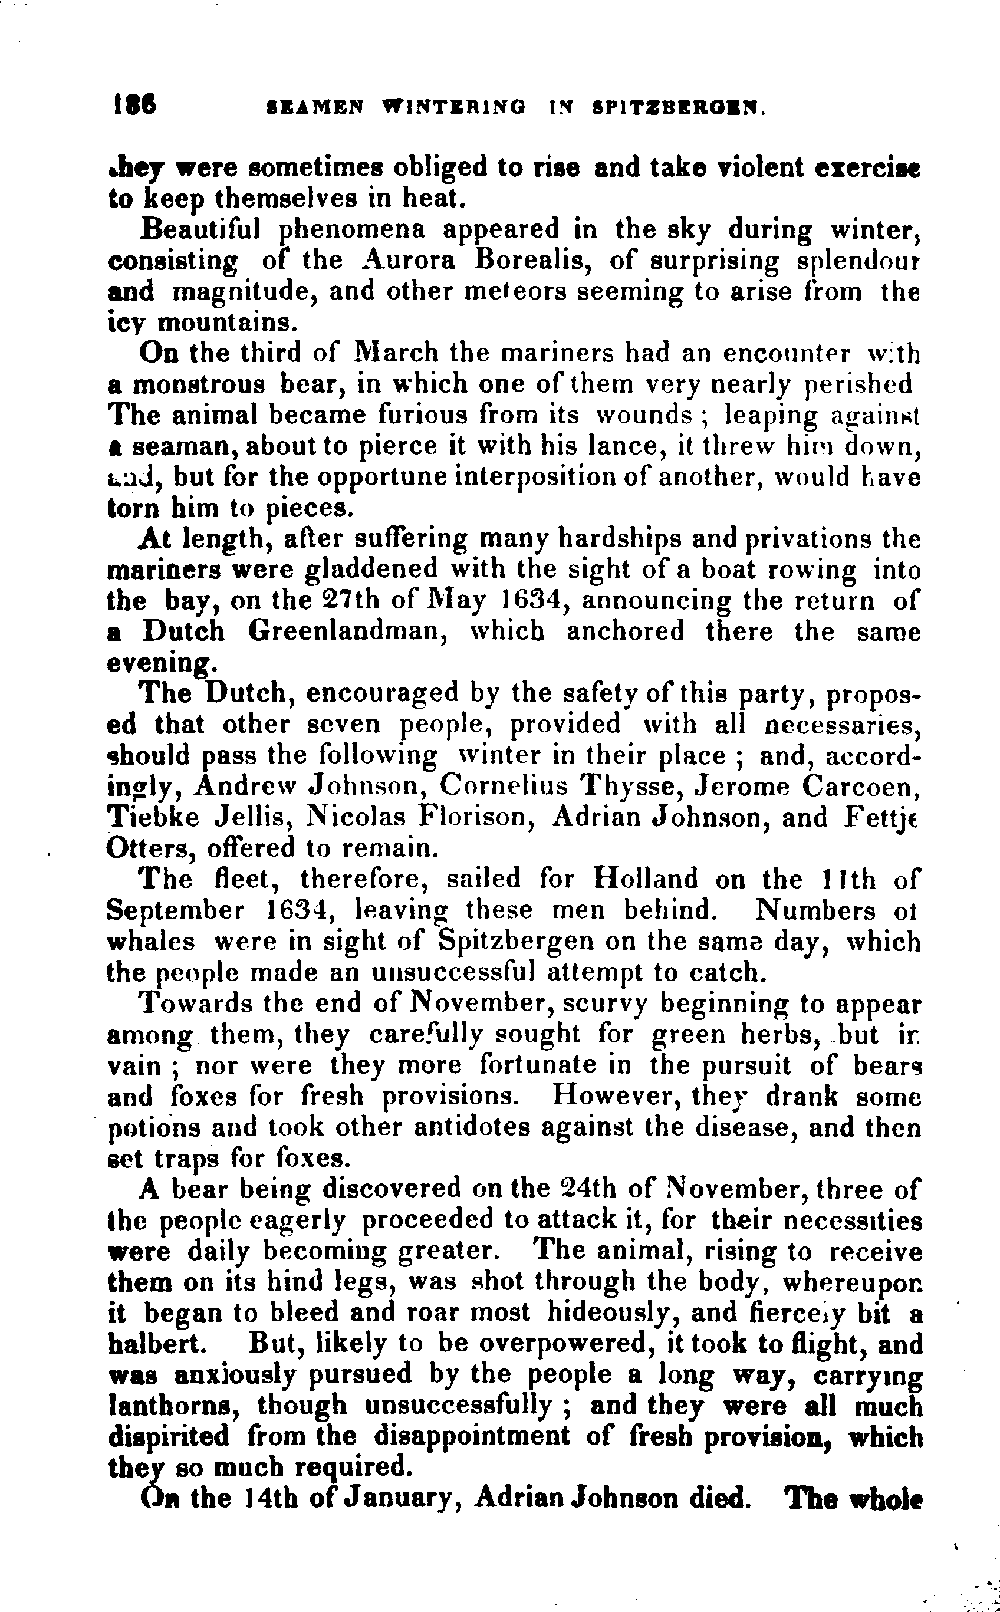 186 SEAMEN WINTERING IN SPITZBERGEN.
they were sometimes obliged to rise and take violent exercise
to keep themselves in heat.
Beautiful phenomena appeared in the sky during winter,
consisting of the Aurora Borealis, of surprising splendour
and magnitude, and other meteors seeming to arise from the
icy mountains.
On the third of March the mariners had an encounter with
a monstrous bear, in which one of them very nearly perished
The animal became furious from its wounds ; leaping against
a seaman, about to pierce it with his lance, it threw him down,
and, but for the opportune interposition of another, would have
torn him to pieces.
At length, after suffering many hardships and privations the
mariners were gladdened with the sight of a boat rowing into
the bay, on the 27th of May 1634, announcing the return of
a Dutch Greenlandman, which anchored there the same
evening.
The Dutch, encouraged by the safety of this party, propos-
ed that other seven people, provided with all necessaries,
should pass the following winter in their place ; and, accord-
ingly, Andrew Johnson, Cornelius Thysse, Jerome Carcoen,
Tiebke Jellis, Nicolas Florison, Adrian Johnson, and Fettje
Otters, offered to remain.
The fleet, therefore, sailed for Holland on the 11th of
September 1634, leaving these men behind. Numbers of
whales were in sight of Spitzbergen on the same day, which
the people made an unsuccessful attempt to catch.
Towards the end of November, scurvy beginning to appear
among them, they carefully sought for green herbs, but in
vain ; nor were they more fortunate in the pursuit of bears
and foxes for fresh provisions. However, they drank some
potions and took other antidotes against the disease, and then
set traps for foxes.
A bear being discovered on the 24th of November, three of
the people eagerly proceeded to attack it, for their necessities
were daily becoming greater. The animal, rising to receive
them on its hind legs, was shot through the body, whereupon
it began to bleed and roar most hideously, and fiercely bit a
halbert. But, likely to be overpowered, it took to flight, and
was anxiously pursued by the people a long way, carrying
lanthorns, though unsuccessfully ; and they were all much
dispirited from the disappointment of fresh provision, which
they so much required.
On the 14th of January, Adrian Johnson died. The whole